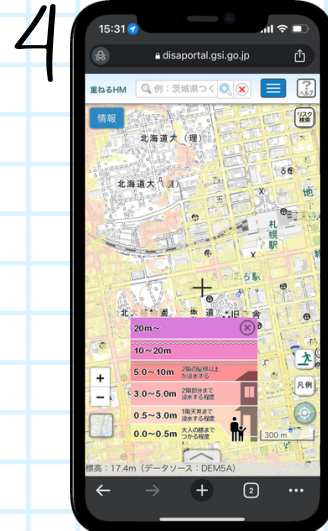 4
15:31
disaportal.gsi.go.jp
重ねるHM
例：茨城県つく
ヘルプ
情報
リスク検索
北海道大（理）
北海道大
札幌駅
20m～
10～20m
5.0～10m 2階の屋根以上が浸水する
3.0～5.0m 2階部分まで浸水する程度
0.5～3.0m 1階天井まで浸水する程度
0.0～0.5m 大人の膝までつかる程度
凡例
300 m
標高：17.4m（データソース：DEM5A）
2